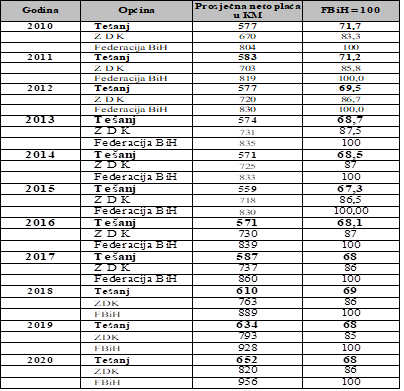 Godina Općina Prosječna neto plaća u KM FBiH = 100
2010 Tešanj 577 71,7
Z D K 670 83,3
Federacija BiH 804 100
2011 Tešanj 583 71,2
Z D K 703 85,8
Federacija BiH 819 100,0
2012 Tešanj 577 69,5
Z D K 720 86,7
Federacija BiH 830 100,0
2013 Tešanj 574 68,7
Z D K 731 87,5
Federacija BiH 835 100
2014 Tešanj 571 68,5
Z D K 725 87
Federacija BiH 833 100
2015 Tešanj 559 67,3
Z D K 718 86,5
Federacija BiH 830 100,00
2016 Tešanj 571 68,1
Z D K 730 87
Federacija BiH 839 100
2017 Tešanj 587 68
Z D K 737 86
Federacija BiH 860 100
2018 Tešanj 610 69
ZDK 763 86
FBiH 889 100
2019 Tešanj 634 68
ZDK 793 85
FBiH 928 100
2020 Tešanj 652 68
ZDK 820 86
FBiH 956 100